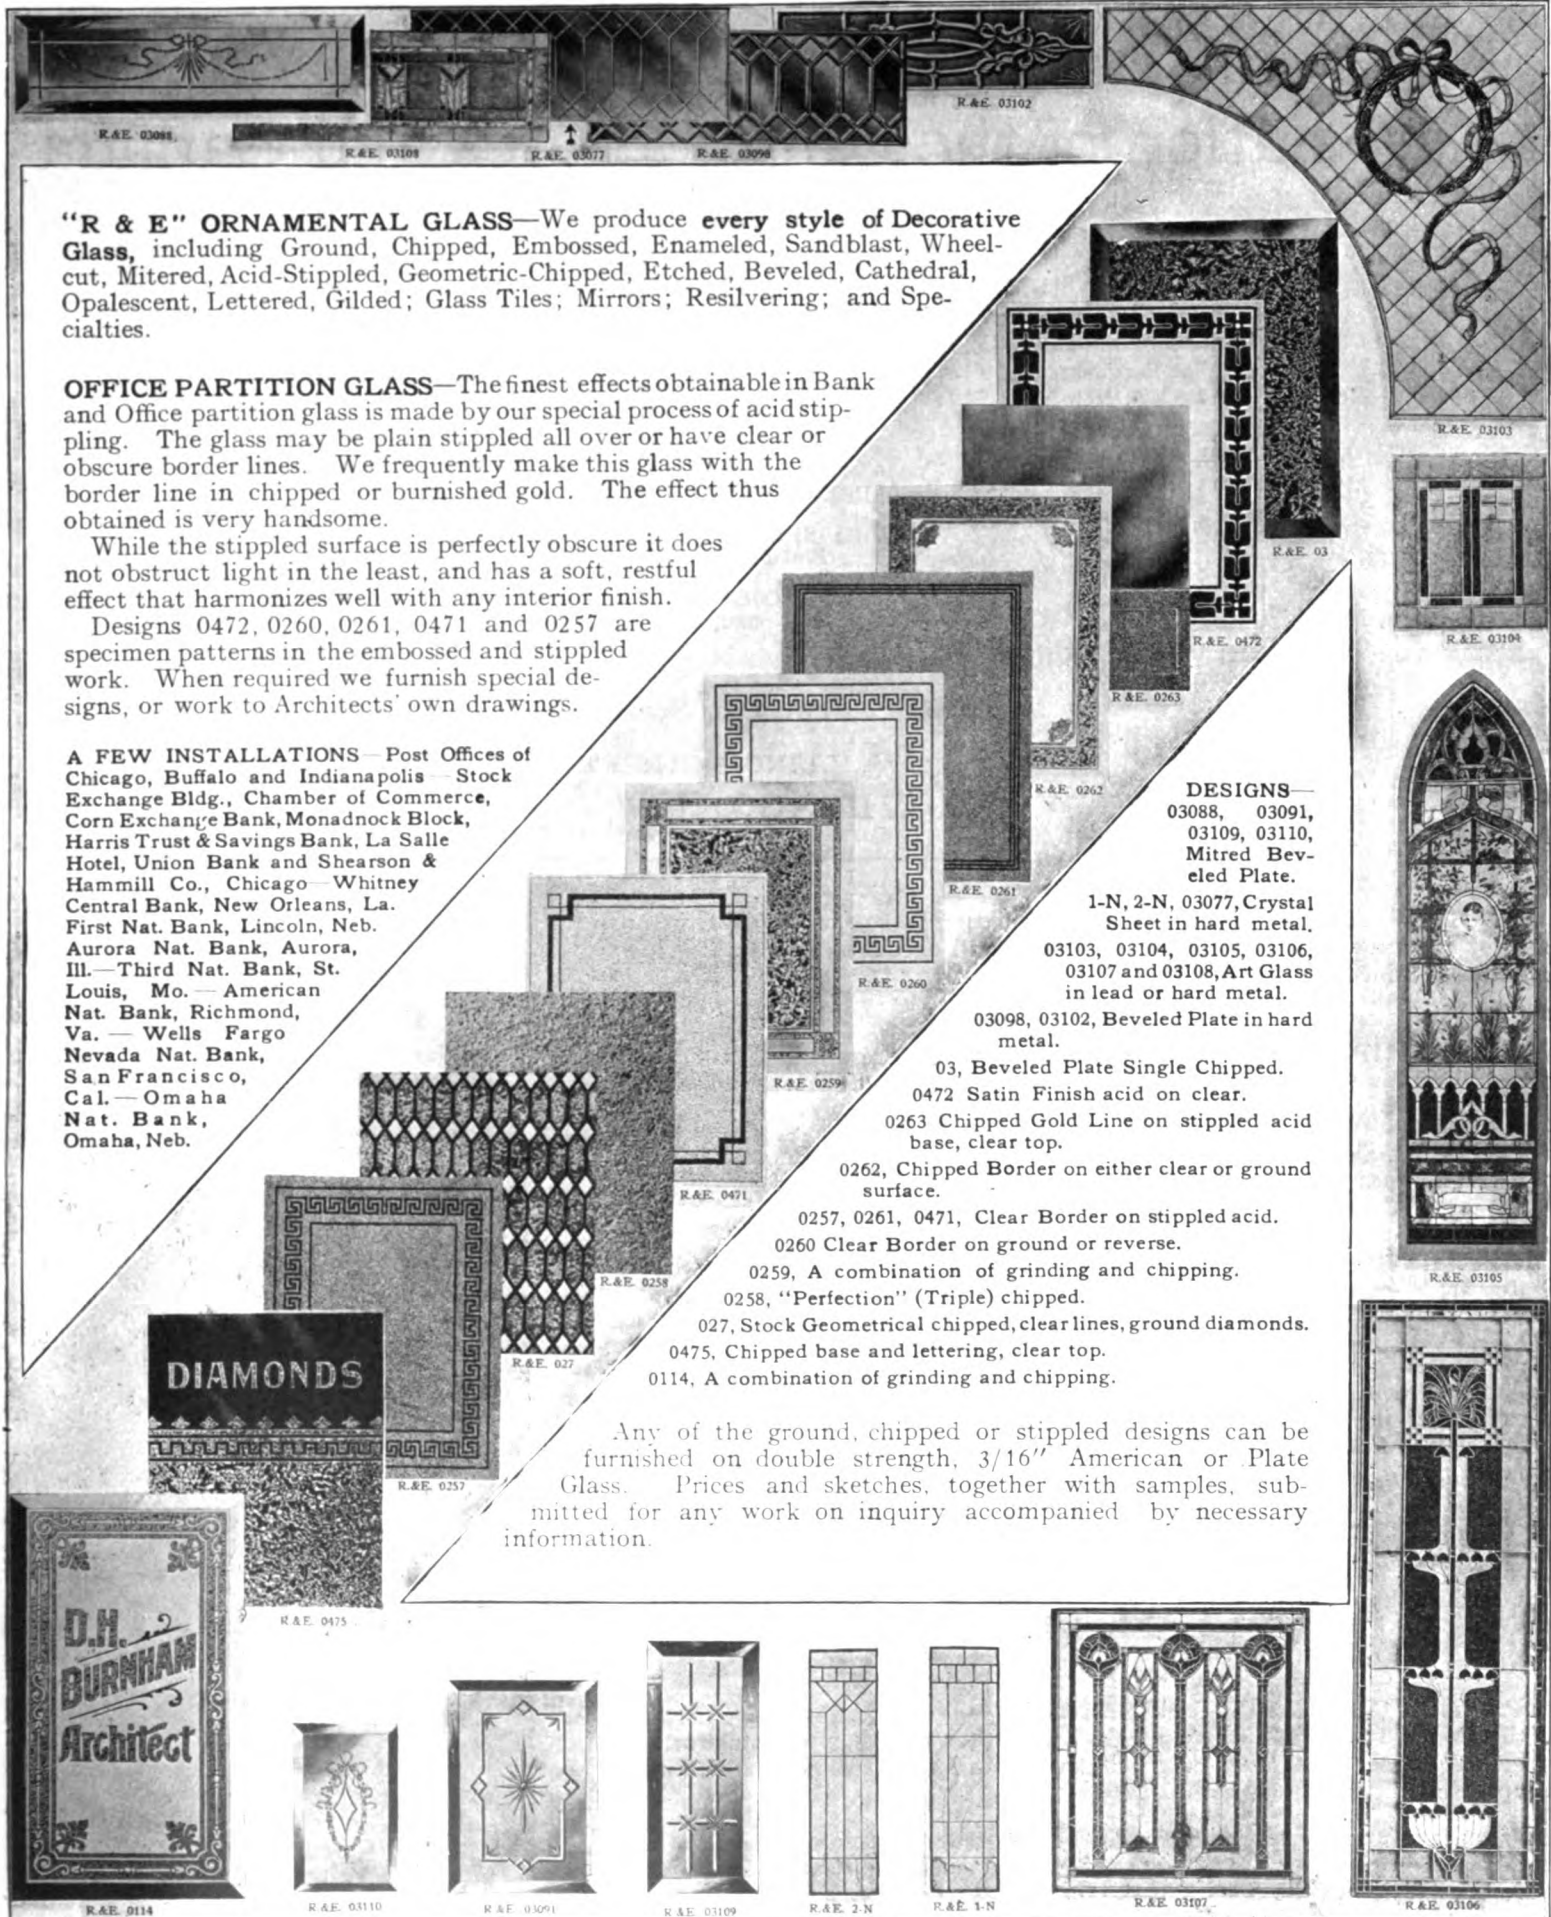 R.&E. 03088
R.&E. 03108
R.&E. 03077
R.&E. 03098
R.&E. 03102
R.&E. 03103
"R & E" ORNAMENTAL GLASS—We produce every style of Decorative
Glass, including Ground, Chipped, Embossed, Enameled, Sandblast, Wheel-
cut, Mitered, Acid-Stippled, Geometric-Chipped, Etched, Beveled, Cathedral,
Opalescent, Lettered, Gilded; Glass Tiles; Mirrors; Resilvering; and Spe-
cialties.
OFFICE PARTITION GLASS—The finest effects obtainable in Bank
and Office partition glass is made by our special process of acid stip-
pling. The glass may be plain stippled all over or have clear or
obscure border lines. We frequently make this glass with the
border line in chipped or burnished gold. The effect thus
obtained is very handsome.
While the stippled surface is perfectly obscure it does
not obstruct light in the least, and has a soft, restful
effect that harmonizes well with any interior finish.
Designs 0472, 0260, 0261, 0471 and 0257 are
specimen patterns in the embossed and stippled
work. When required we furnish special de-
signs, or work to Architects' own drawings.
A FEW INSTALLATIONS—Post Offices of
Chicago, Buffalo and Indianapolis—Stock
Exchange Bldg., Chamber of Commerce,
Corn Exchange Bank, Monadnock Block,
Harris Trust & Savings Bank, La Salle
Hotel, Union Bank and Shearson &
Hammill Co., Chicago—Whitney
Central Bank, New Orleans, La.
First Nat. Bank, Lincoln, Neb.
Aurora Nat. Bank, Aurora,
Ill.—Third Nat. Bank, St.
Louis, Mo.—American
Nat. Bank, Richmond,
Va. — Wells Fargo
Nevada Nat. Bank,
San Francisco,
Cal.—Omaha
Nat. Bank,
Omaha, Neb.
R.&E. 03
R.&E. 0472
R.&E. 0263
R.&E. 0262
R.&E. 0261
R.&E. 0260
R.&E. 0259
R.&E. 0471
R.&E. 0258
R.&E. 027
R.&E. 0257
DIAMONDS
R.&E. 0475
R.&E. 03104
R.&E. 03105
DESIGNS—
03088, 03091,
03109, 03110,
Mitred Bev-
eled Plate.
1-N, 2-N, 03077, Crystal
Sheet in hard metal.
03103, 03104, 03105, 03106,
03107 and 03108, Art Glass
in lead or hard metal.
03098, 03102, Beveled Plate in hard
metal.
03, Beveled Plate Single Chipped.
0472 Satin Finish acid on clear.
0263 Chipped Gold Line on stippled acid
base, clear top.
0262, Chipped Border on either clear or ground
surface.
0257, 0261, 0471, Clear Border on stippled acid.
0260 Clear Border on ground or reverse.
0259, A combination of grinding and chipping.
0258, "Perfection" (Triple) chipped.
027, Stock Geometrical chipped, clear lines, ground diamonds.
0475, Chipped base and lettering, clear top.
0114, A combination of grinding and chipping.
Any of the ground, chipped or stippled designs can be
furnished on double strength, 3/16" American or Plate
Glass. Prices and sketches, together with samples, sub-
mitted for any work on inquiry accompanied by necessary
information.
D.H.
BURNHAM
Architect
R.&E. 0114
R.&E. 03110
R.&E. 03091
R.&E. 03109
R.&E. 2-N
R.&E. 1-N
R.&E. 03107
R.&E. 03106